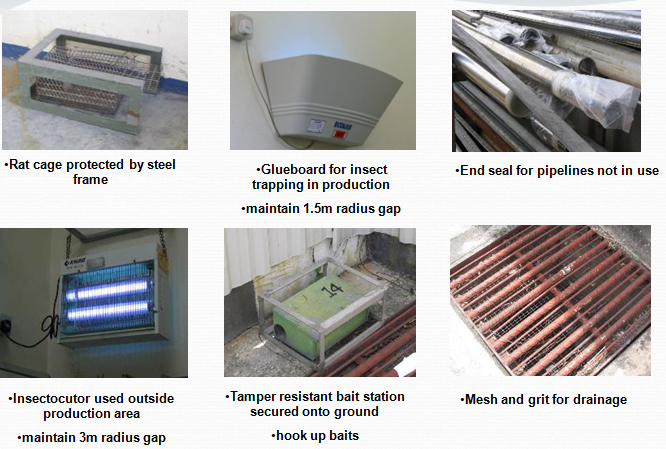 •Rat cage protected by steel
frame
•Glueboard for insect
trapping in production
•maintain 1.5m radius gap
•End seal for pipelines not in use
•Insectocutor used outside
production area
•maintain 3m radius gap
14
•Tamper resistant bait station
secured onto ground
•hook up baits
•Mesh and grit for drainage